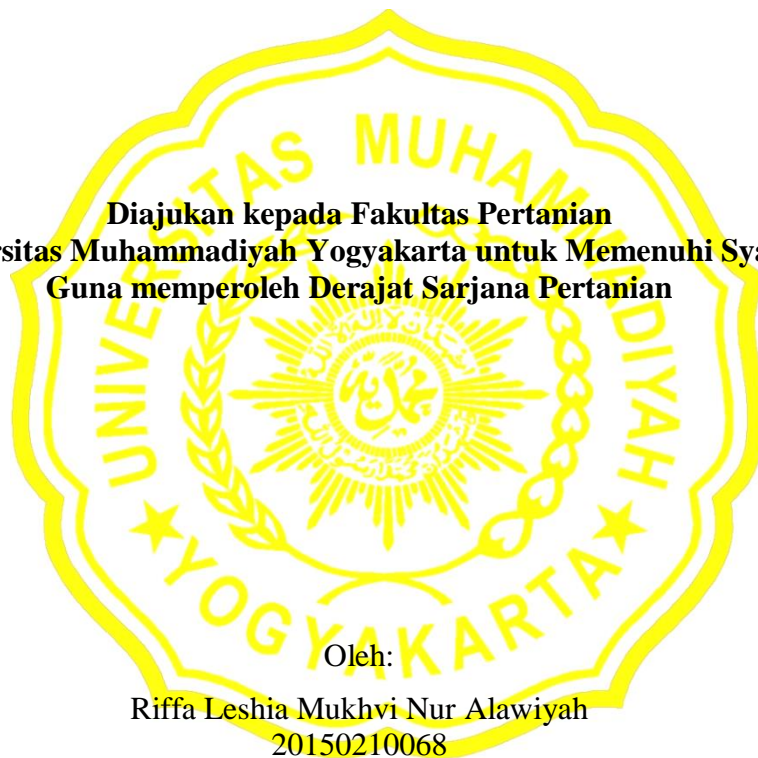 UNIVERSITAS MUHAMMADIYAH
Diajukan kepada Fakultas Pertanian
rsitas Muhammadiyah Yogyakarta untuk Memenuhi Sya
Guna memperoleh Derajat Sarjana Pertanian
★ YOGYAKARTA ★
Oleh:
Riffa Leshia Mukhvi Nur Alawiyah
20150210068